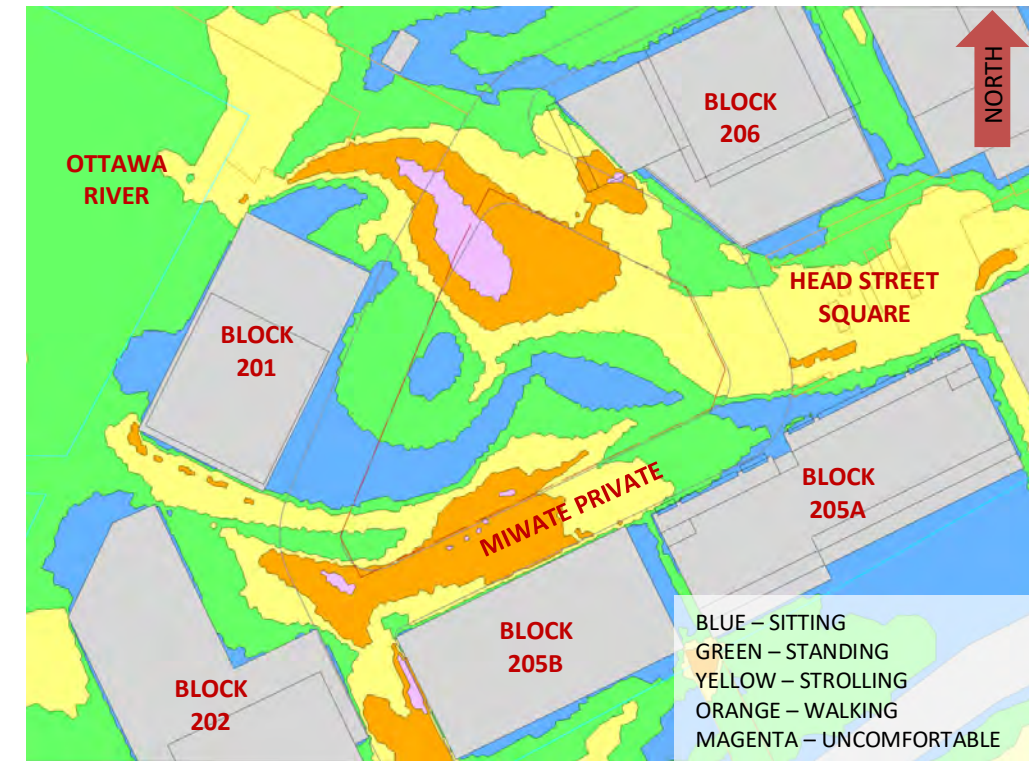 NORTH
BLOCK
206
OTTAWA
RIVER
HEAD STREET
SQUARE
BLOCK
201
BLOCK
205A
MIWATE PRIVATE
BLOCK
205B
BLOCK
202
BLUE – SITTING
GREEN – STANDING
YELLOW – STROLLING
ORANGE – WALKING
MAGENTA – UNCOMFORTABLE